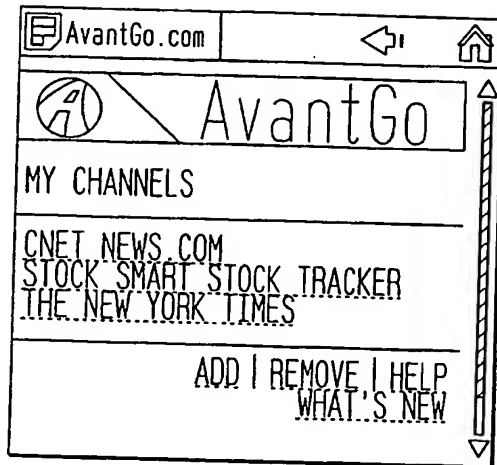 AvantGo.com
AvantGo
MY CHANNELS
CNET NEWS.COM
STOCK SMART STOCK TRACKER
THE NEW YORK TIMES
ADD | REMOVE | HELP
WHAT'S NEW